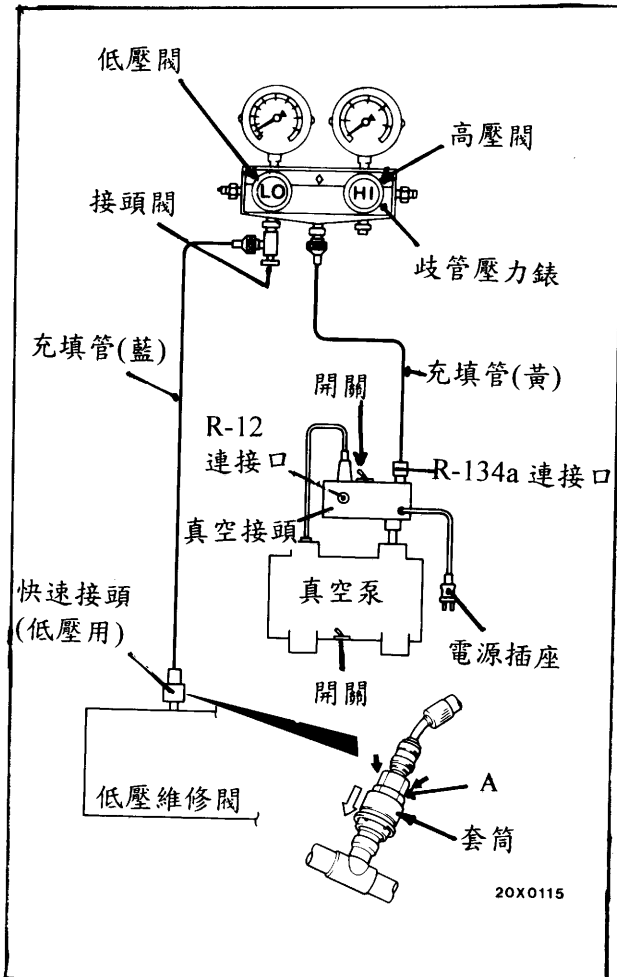 低壓閥
高壓閥
LO
HI
接頭閥
歧管壓力錶
充填管(藍)
充填管(黃)
開關
R-12
連接口
R-134a 連接口
真空接頭
真空泵
快速接頭
(低壓用)
電源插座
開關
低壓維修閥
A
套筒
20X0115